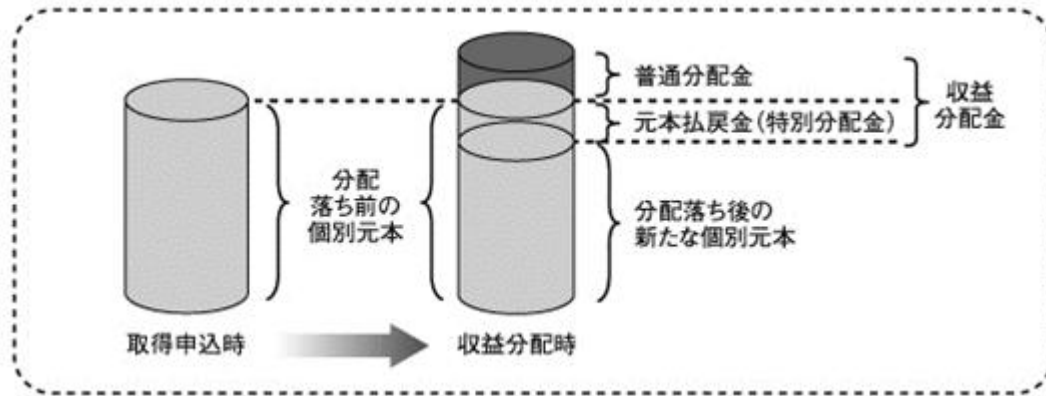 普通分配金
元本払戻金(特別分配金)
収益
分配金
分配
落ち前の
個別元本
分配落ち後の
新たな個別元本
取得申込時
収益分配時